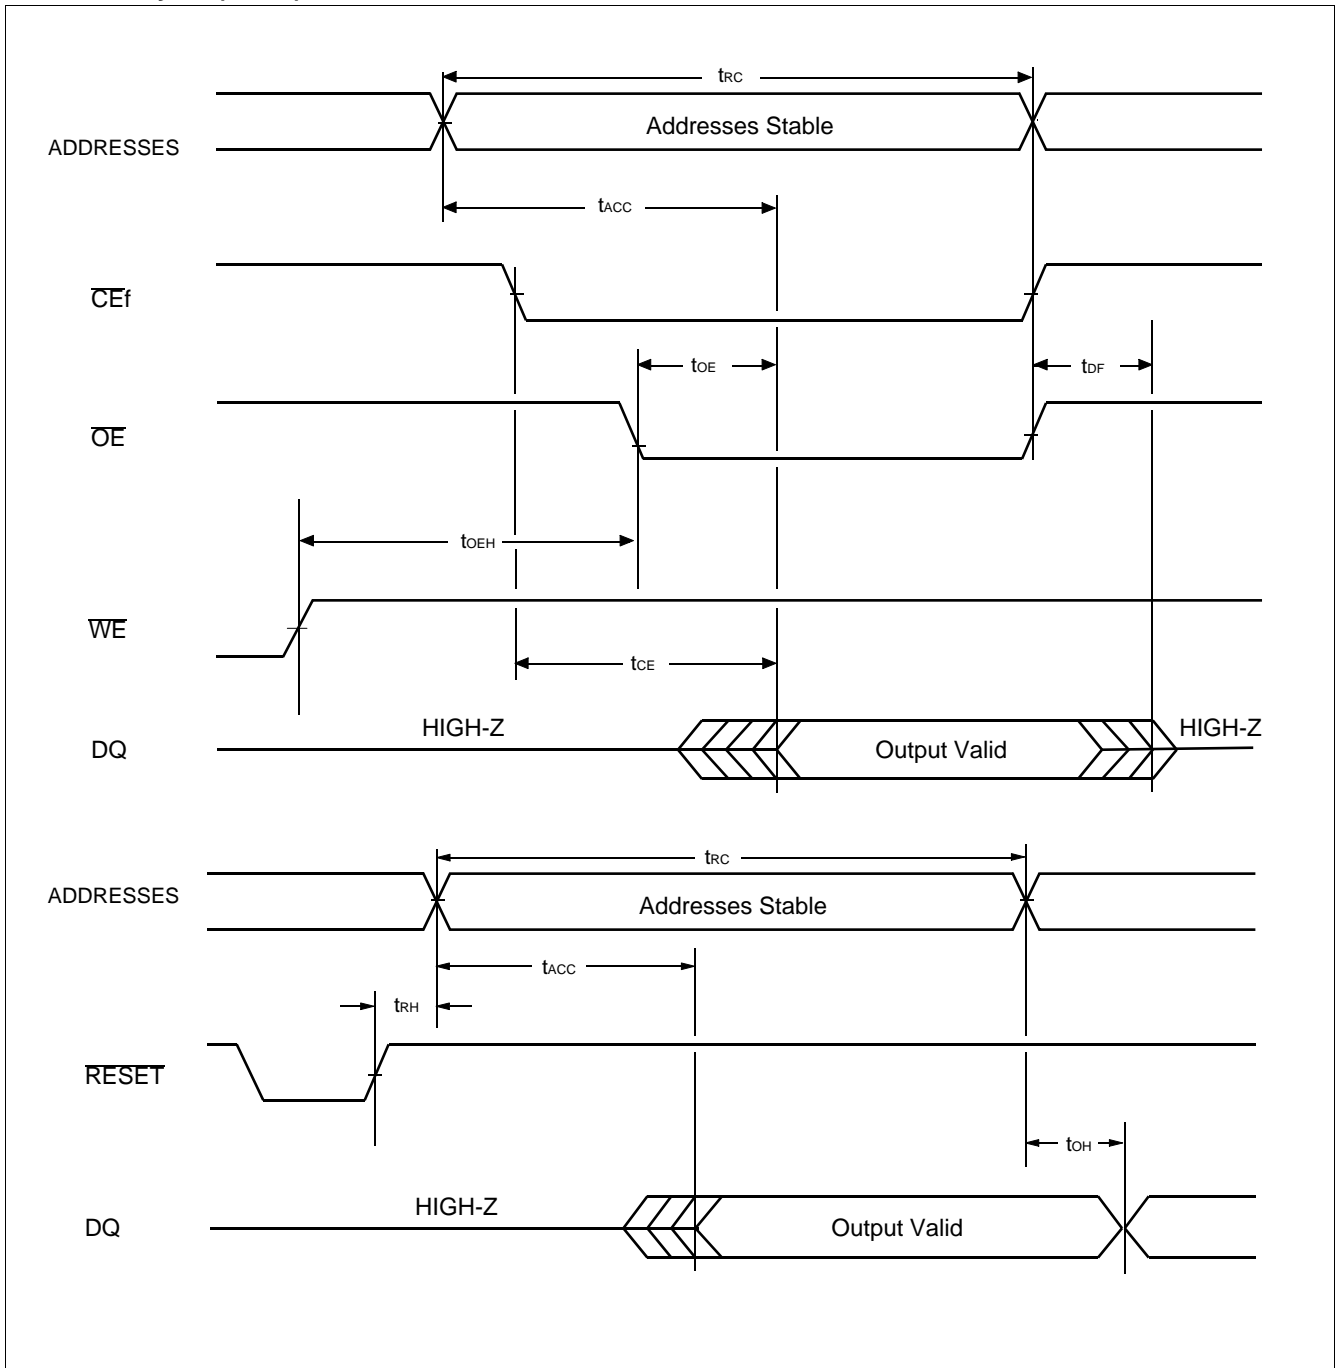 tRC
Addresses Stable
ADDRESSES
tACC
CEf
tOE
tDF
OE
tOEH
WE
tCE
HIGH-Z
HIGH-Z
DQ
Output Valid
tRC
ADDRESSES
Addresses Stable
tACC
tRH
RESET
tOH
HIGH-Z
DQ
Output Valid